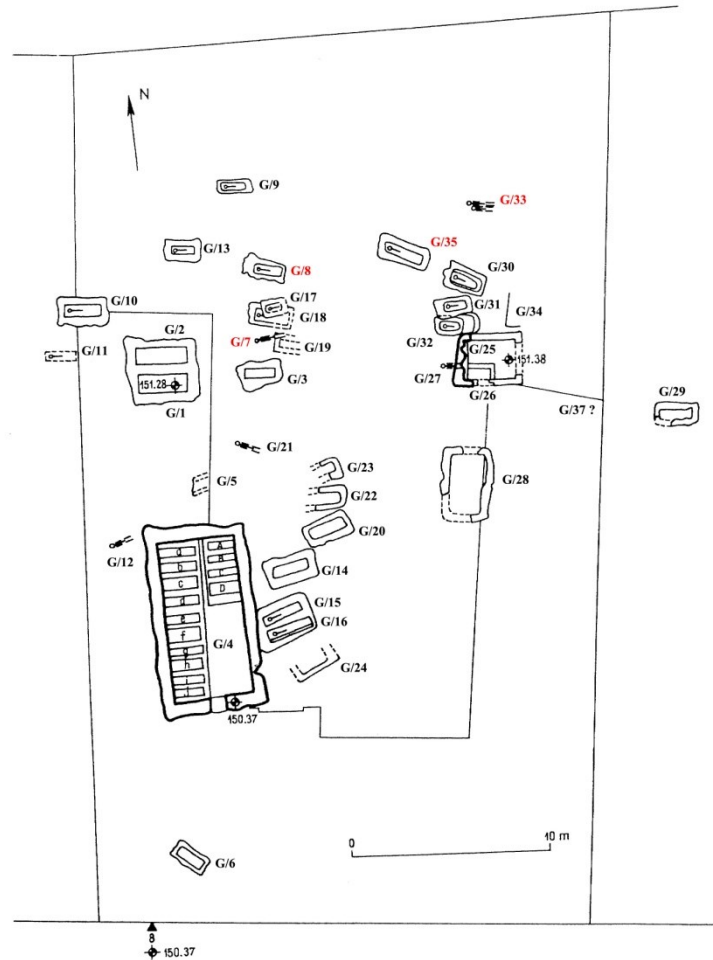 N
G/9
G/33
G/13
G/35
G/8
G/30
G/10
G/17
G/31
G/18
G/34
G/2
G/7
G/19
G/32
G/25
G/11
151.38
G/3
G/27
151.28
G/26
G/1
G/37 ?
G/29
G/21
G/23
G/5
G/28
G/22
G/20
G/12
A
b
B
c
G/14
D
d
e
G/15
f
G/16
G/4
g
h
G/24
i
j
150.37
0
10 m
G/6
8
150.37